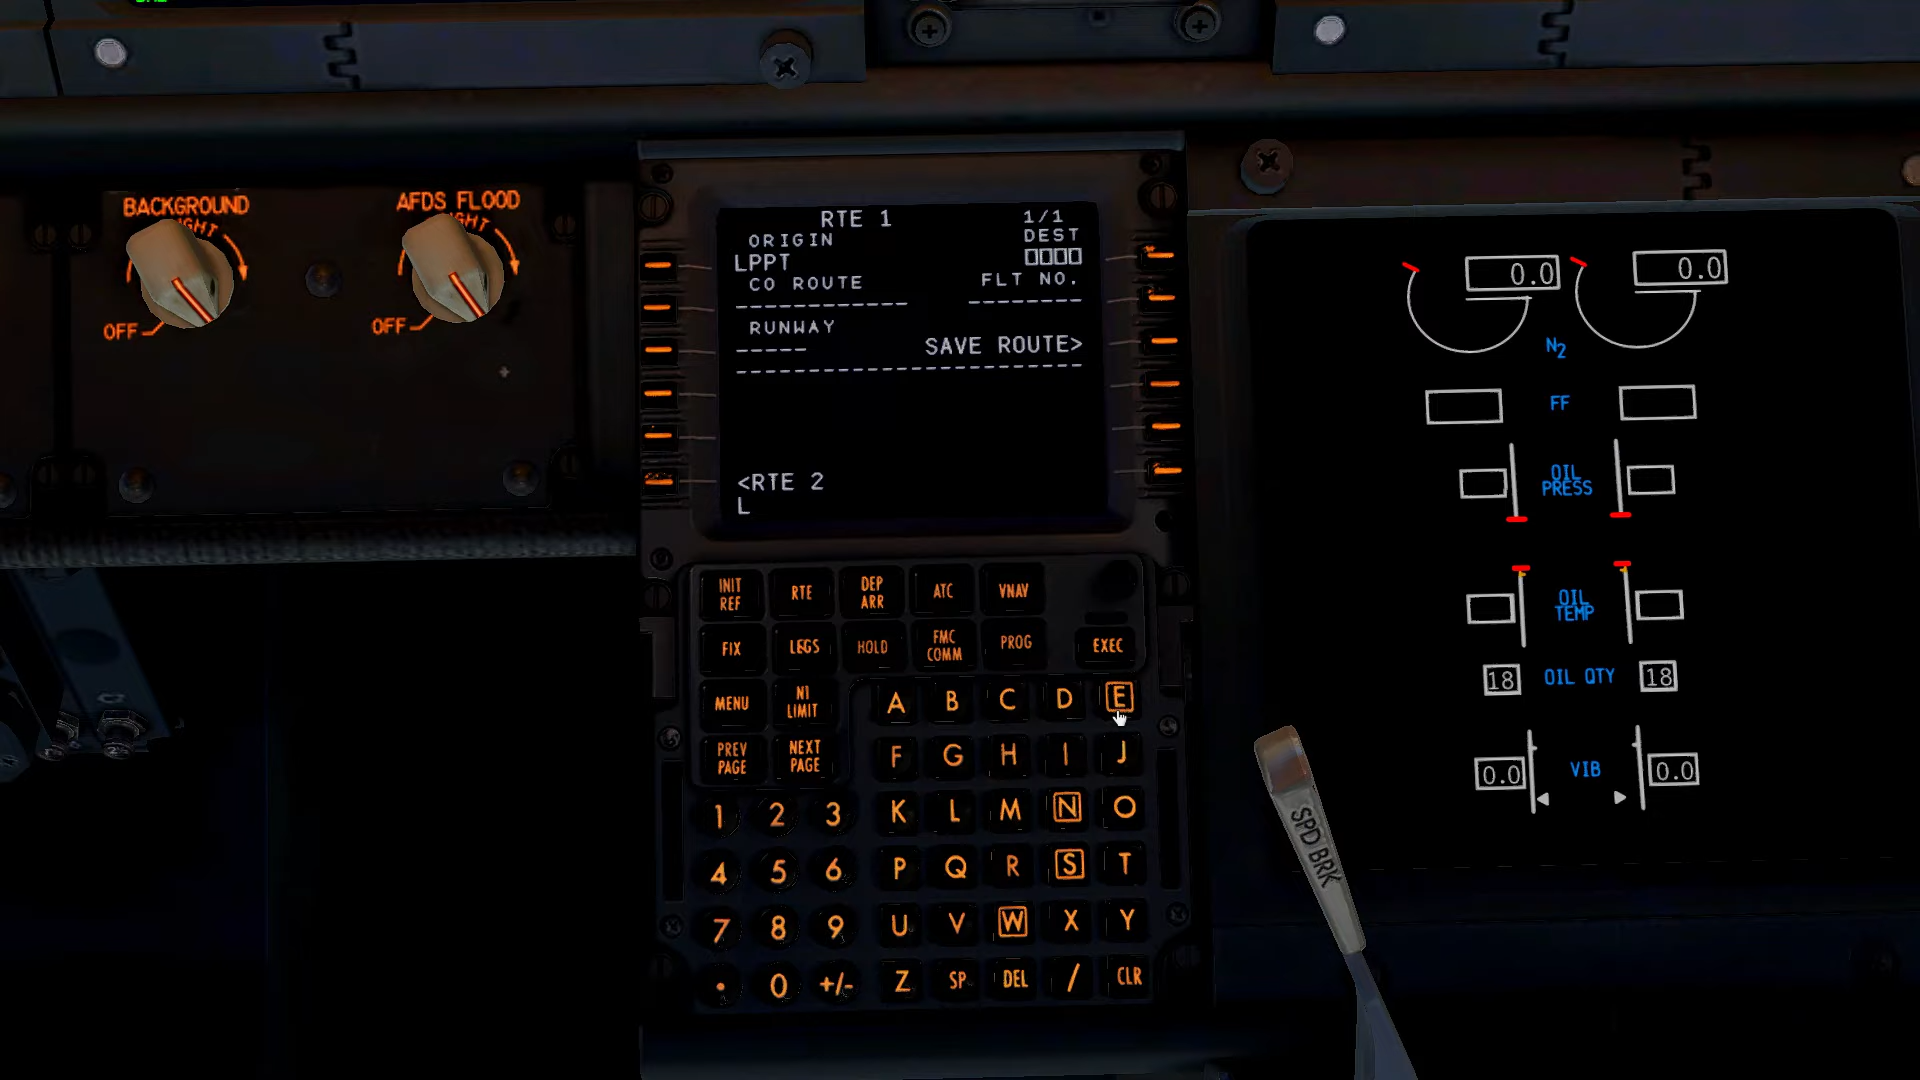 BACKGROUND
OFF
AFDS FLOOD
OFF
RTE 1 1/1
ORIGIN DEST
LPPT □□□□
CO ROUTE FLT NO.
------------ --------
RUNWAY
----- SAVE ROUTE>
------------------------
<RTE 2
L
INIT REF
RTE
DEP ARR
ATC
VNAV
FIX
LEGS
HOLD
FMC COMM
PROG
EXEC
MENU
N1 LIMIT
A B C D E
PREV PAGE
NEXT PAGE
F G H I J
1 2 3 K L M N O
4 5 6 P Q R S T
7 8 9 U V W X Y
. 0 +/- Z SP DEL / CLR
0.0 0.0
N2
FF
OIL PRESS
OIL TEMP
18 OIL QTY 18
0.0 VIB 0.0
SPD BRK